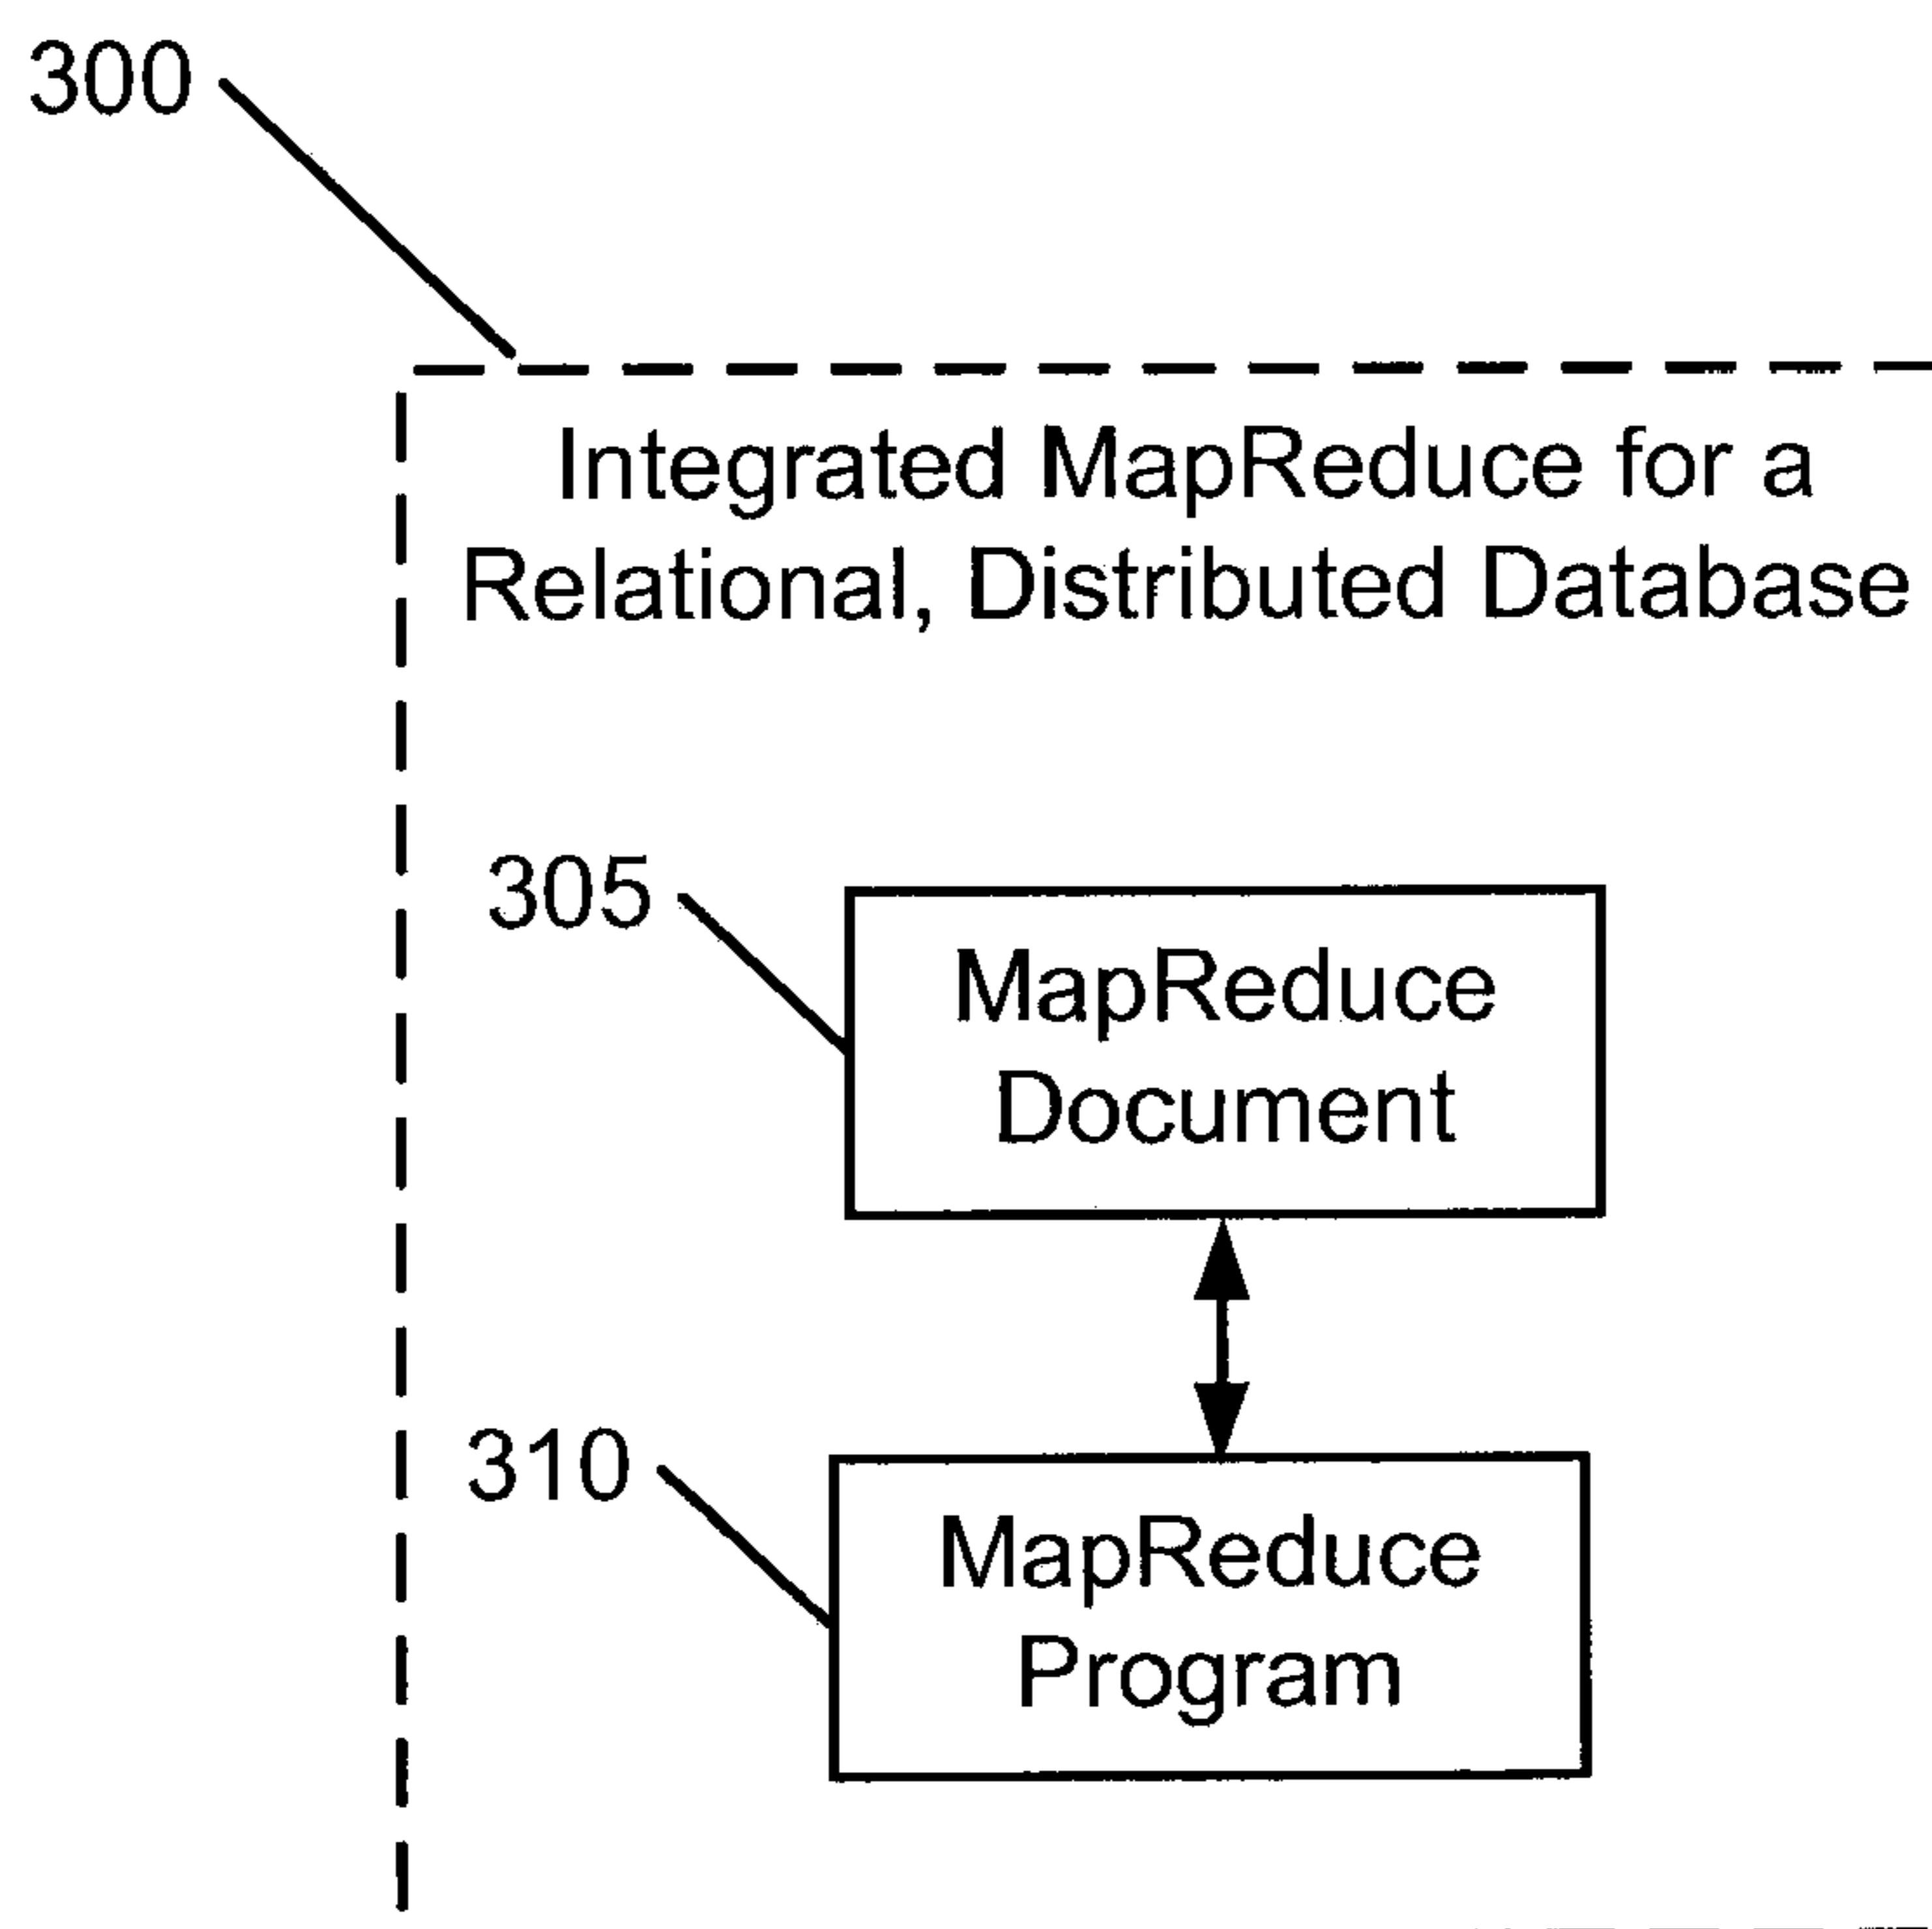 300
Integrated MapReduce for a
Relational, Distributed Database
305
MapReduce
Document
310
MapReduce
Program